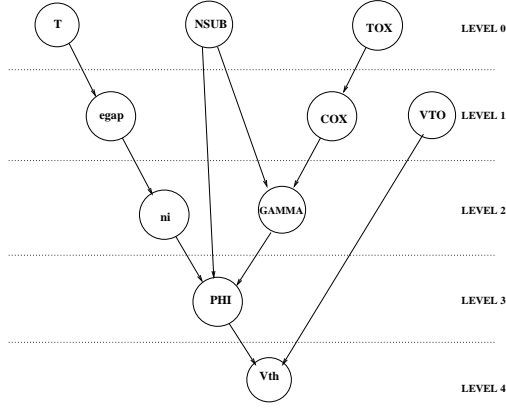 T
NSUB
TOX
LEVEL 0
egap
COX
VTO
LEVEL 1
ni
GAMMA
LEVEL 2
PHI
LEVEL 3
Vth
LEVEL 4